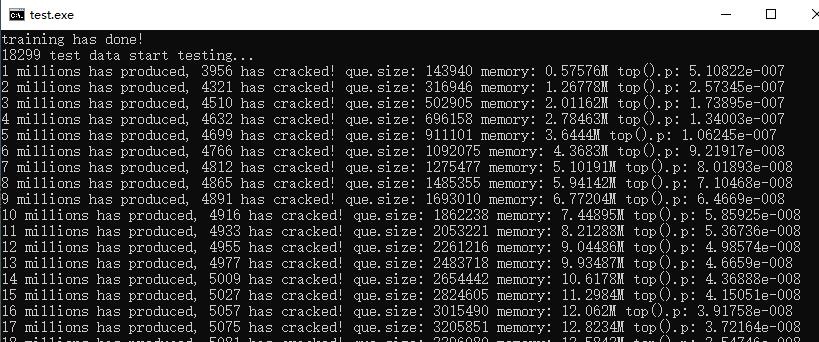 test.exe
training has done!
18299 test data start testing...
1 millions has produced, 3956 has cracked! que.size: 143940 memory: 0.57576M top().p: 5.10822e-007
2 millions has produced, 4321 has cracked! que.size: 316946 memory: 1.26778M top().p: 2.57345e-007
3 millions has produced, 4510 has cracked! que.size: 502905 memory: 2.01162M top().p: 1.73895e-007
4 millions has produced, 4632 has cracked! que.size: 696158 memory: 2.78463M top().p: 1.34003e-007
5 millions has produced, 4699 has cracked! que.size: 911101 memory: 3.6444M top().p: 1.06245e-007
6 millions has produced, 4766 has cracked! que.size: 1092075 memory: 4.3683M top().p: 9.21917e-008
7 millions has produced, 4812 has cracked! que.size: 1275477 memory: 5.10191M top().p: 8.01893e-008
8 millions has produced, 4865 has cracked! que.size: 1485355 memory: 5.94142M top().p: 7.10468e-008
9 millions has produced, 4891 has cracked! que.size: 1693010 memory: 6.77204M top().p: 6.4669e-008
10 millions has produced, 4916 has cracked! que.size: 1862238 memory: 7.44895M top().p: 5.85925e-008
11 millions has produced, 4933 has cracked! que.size: 2053221 memory: 8.21288M top().p: 5.36736e-008
12 millions has produced, 4955 has cracked! que.size: 2261216 memory: 9.04486M top().p: 4.98574e-008
13 millions has produced, 4977 has cracked! que.size: 2483718 memory: 9.93487M top().p: 4.6659e-008
14 millions has produced, 5009 has cracked! que.size: 2654442 memory: 10.6178M top().p: 4.36888e-008
15 millions has produced, 5027 has cracked! que.size: 2824605 memory: 11.2984M top().p: 4.15051e-008
16 millions has produced, 5057 has cracked! que.size: 3015490 memory: 12.062M top().p: 3.91758e-008
17 millions has produced, 5075 has cracked! que.size: 3205851 memory: 12.8234M top().p: 3.72164e-008
18 millions has produced, has cracked! que.size: memory: top().p: